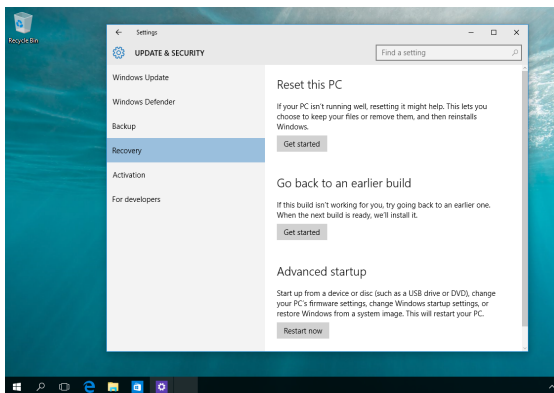 Recycle Bin
Settings
UPDATE & SECURITY
Find a setting
Windows Update
Windows Defender
Backup
Recovery
Activation
For developers
Reset this PC
If your PC isn't running well, resetting it might help. This lets you
choose to keep your files or remove them, and then reinstalls
Windows.
Get started
Go back to an earlier build
If this build isn't working for you, try going back to an earlier one.
When the next build is ready, we'll install it.
Get started
Advanced startup
Start up from a device or disc (such as a USB drive or DVD), change
your PC's firmware settings, change Windows startup settings, or
restore Windows from a system image. This will restart your PC.
Restart now